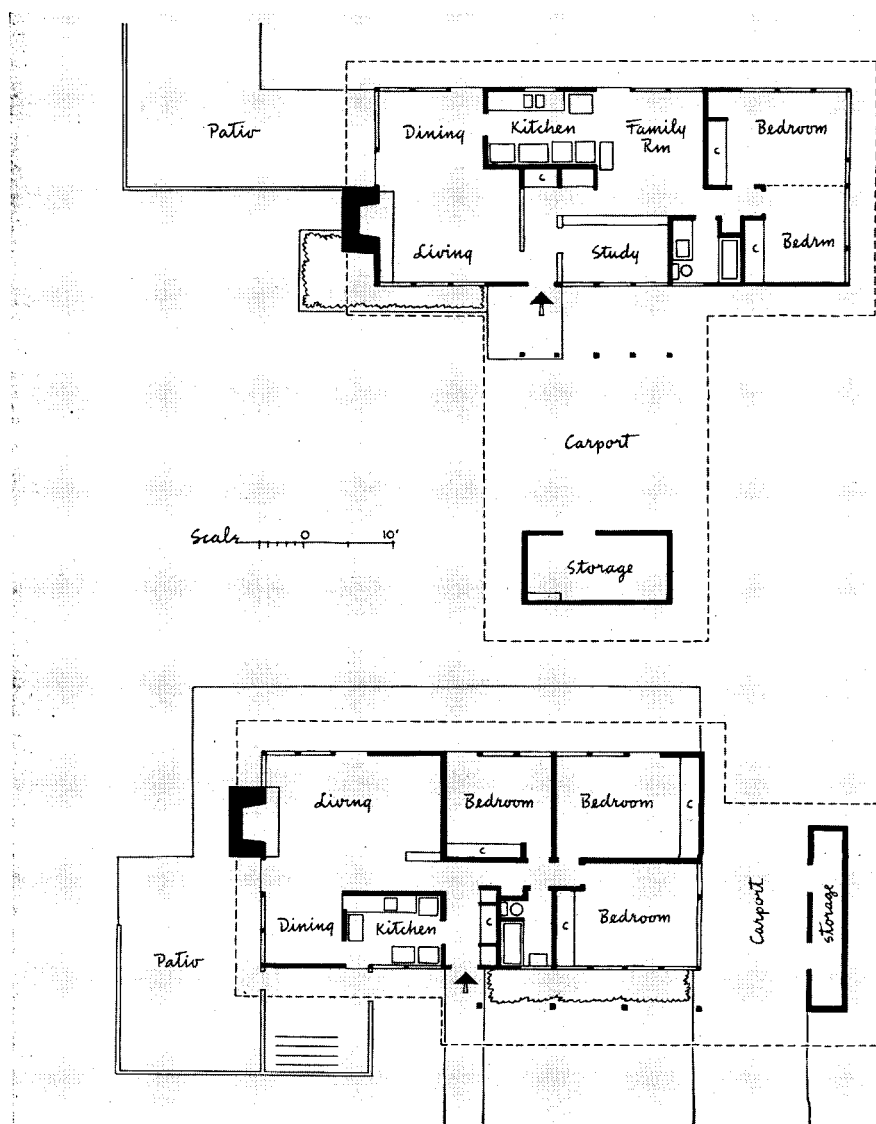 Patio
Dining
Kitchen
Family
Rm
Bedroom
C
C
Living
Study
C
Bedrm
Carport
Scale
0
10'
Storage
Living
Bedroom
Bedroom
C
C
Dining
Kitchen
C
C
Bedroom
Patio
Carport
Storage